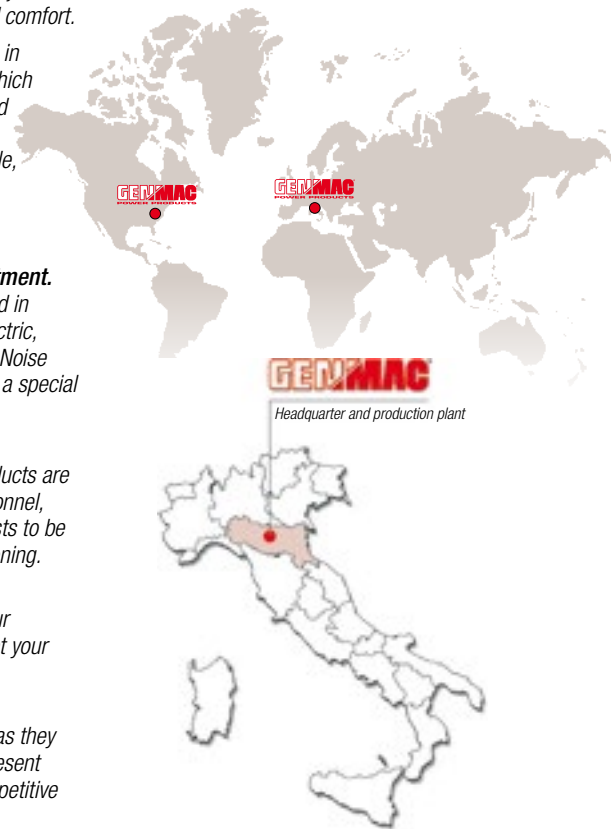 comfort.
in
hich
d
le,
GENMAC
POWER PRODUCTS
GENMAC
POWER PRODUCTS
ment.
d in
ctric,
Noise
a special
GENMAC
Headquarter and production plant
ducts are
onnel,
sts to be
ning.
ur
t your
as they
esent
petitive